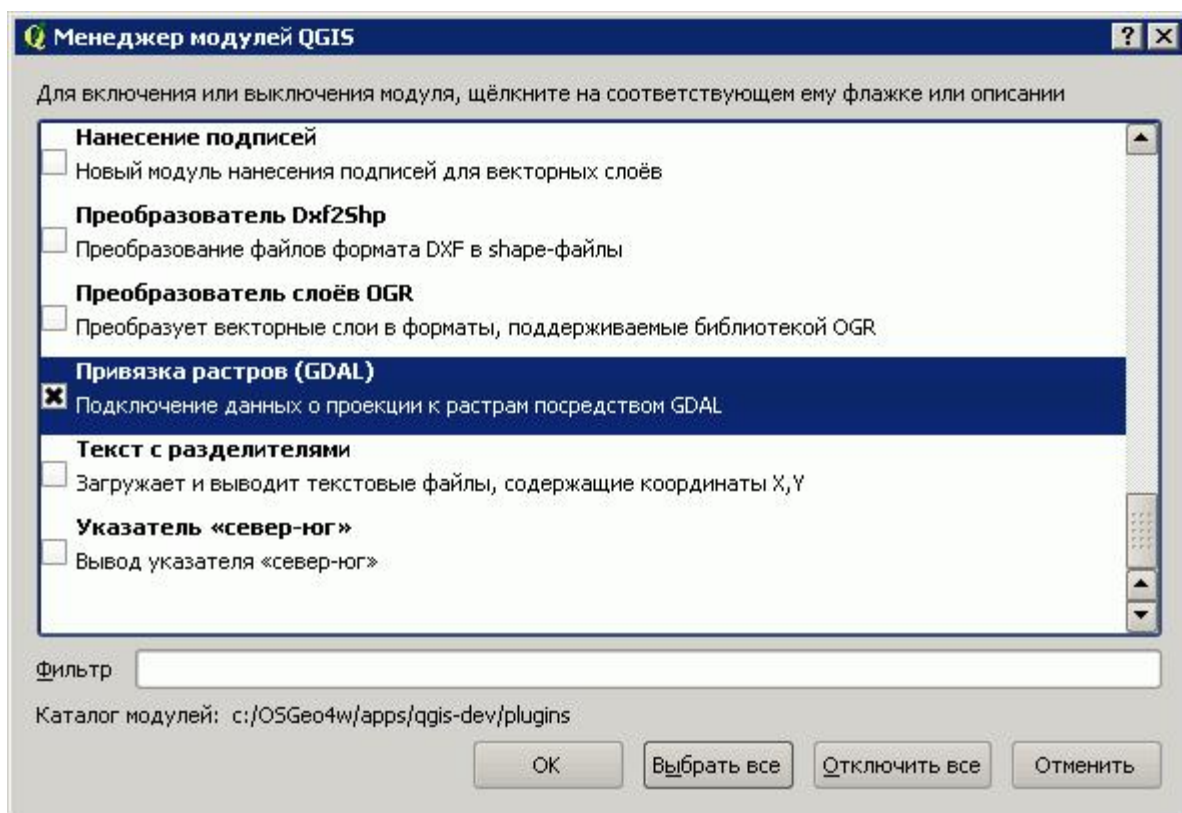 Менеджер модулей QGIS
Для включения или выключения модуля, щёлкните на соответствующем ему флажке или описании
Нанесение подписей
Новый модуль нанесения подписей для векторных слоёв
Преобразователь Dxf2Shp
Преобразование файлов формата DXF в shape-файлы
Преобразователь слоёв OGR
Преобразует векторные слои в форматы, поддерживаемые библиотекой OGR
Привязка растров (GDAL)
Подключение данных о проекции к растрам посредством GDAL
Текст с разделителями
Загружает и выводит текстовые файлы, содержащие координаты X,Y
Указатель «север-юг»
Вывод указателя «север-юг»
Фильтр
Каталог модулей: c:/OSGeo4w/apps/qgis-dev/plugins
OK Выбрать все Отключить все Отменить